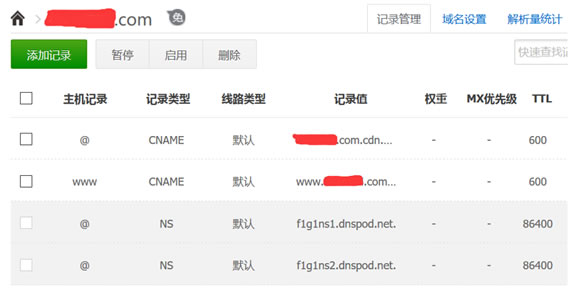 .com 免 记录管理 域名设置 解析量统计
添加记录 暂停 启用 删除 快速查找记
主机记录 记录类型 线路类型 记录值 权重 MX优先级 TTL
@ CNAME 默认 .com.cdn.... - - 600
www CNAME 默认 www. .com... - - 600
@ NS 默认 f1g1ns1.dnspod.net. - - 86400
@ NS 默认 f1g1ns2.dnspod.net. - - 86400